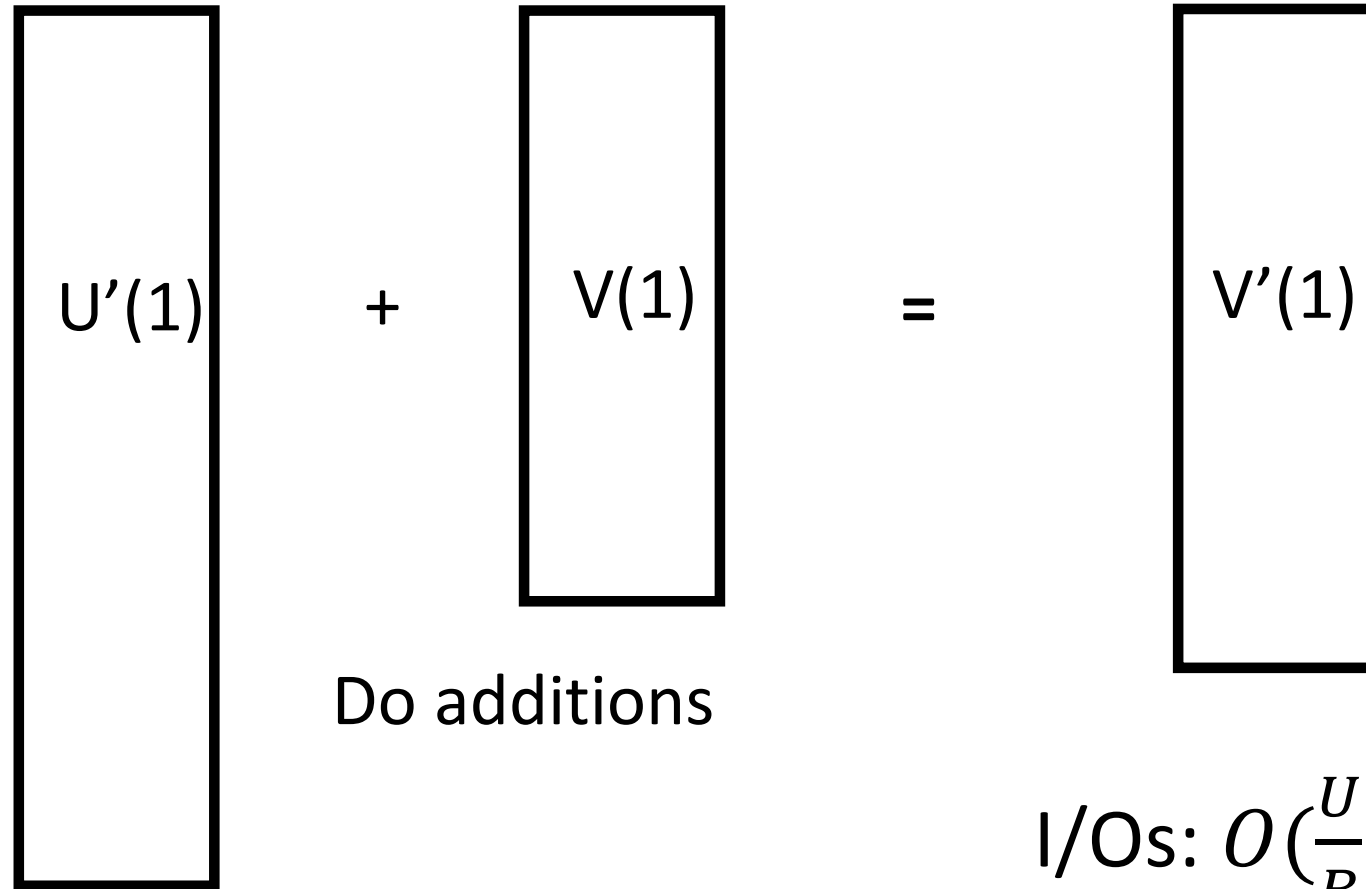 U’(1) + V(1) = V’(1)
Do additions
I/Os: O(U